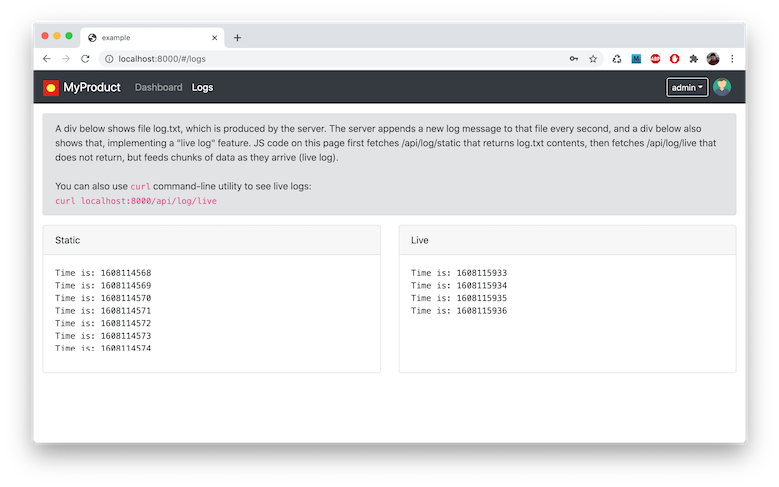 example
localhost:8000/#/logs
ABP
MyProduct Dashboard Logs admin
A div below shows file log.txt, which is produced by the server. The server appends a new log message to that file every second, and a div below also
shows that, implementing a "live log" feature. JS code on this page first fetches /api/log/static that returns log.txt contents, then fetches /api/log/live that
does not return, but feeds chunks of data as they arrive (live log).
You can also use curl command-line utility to see live logs:
curl localhost:8000/api/log/live
Static
Time is: 1608114568
Time is: 1608114569
Time is: 1608114570
Time is: 1608114571
Time is: 1608114572
Time is: 1608114573
Time is: 1608114574
Live
Time is: 1608115933
Time is: 1608115934
Time is: 1608115935
Time is: 1608115936